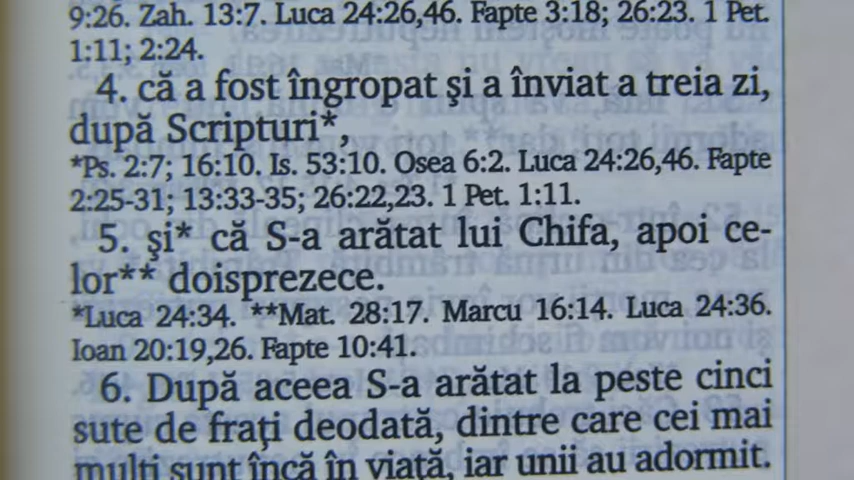 9:26. Zah. 13:7. Luca 24:26,46. Fapte 3:18; 26:23. 1 Pet.
1:11; 2:24.
4. că a fost îngropat şi a înviat a treia zi,
după Scripturi*,
*Ps. 2:7; 16:10. Is. 53:10. Osea 6:2. Luca 24:26,46. Fapte
2:25-31; 13:33-35; 26:22,23. 1 Pet. 1:11.
5. şi* că S-a arătat lui Chifa, apoi ce-
lor** doisprezece.
*Luca 24:34. **Mat. 28:17. Marcu 16:14. Luca 24:36.
Ioan 20:19,26. Fapte 10:41.
6. După aceea S-a arătat la peste cinci
sute de fraţi deodată, dintre care cei mai
mulţi sunt încă în viaţă, iar unii au adormit.